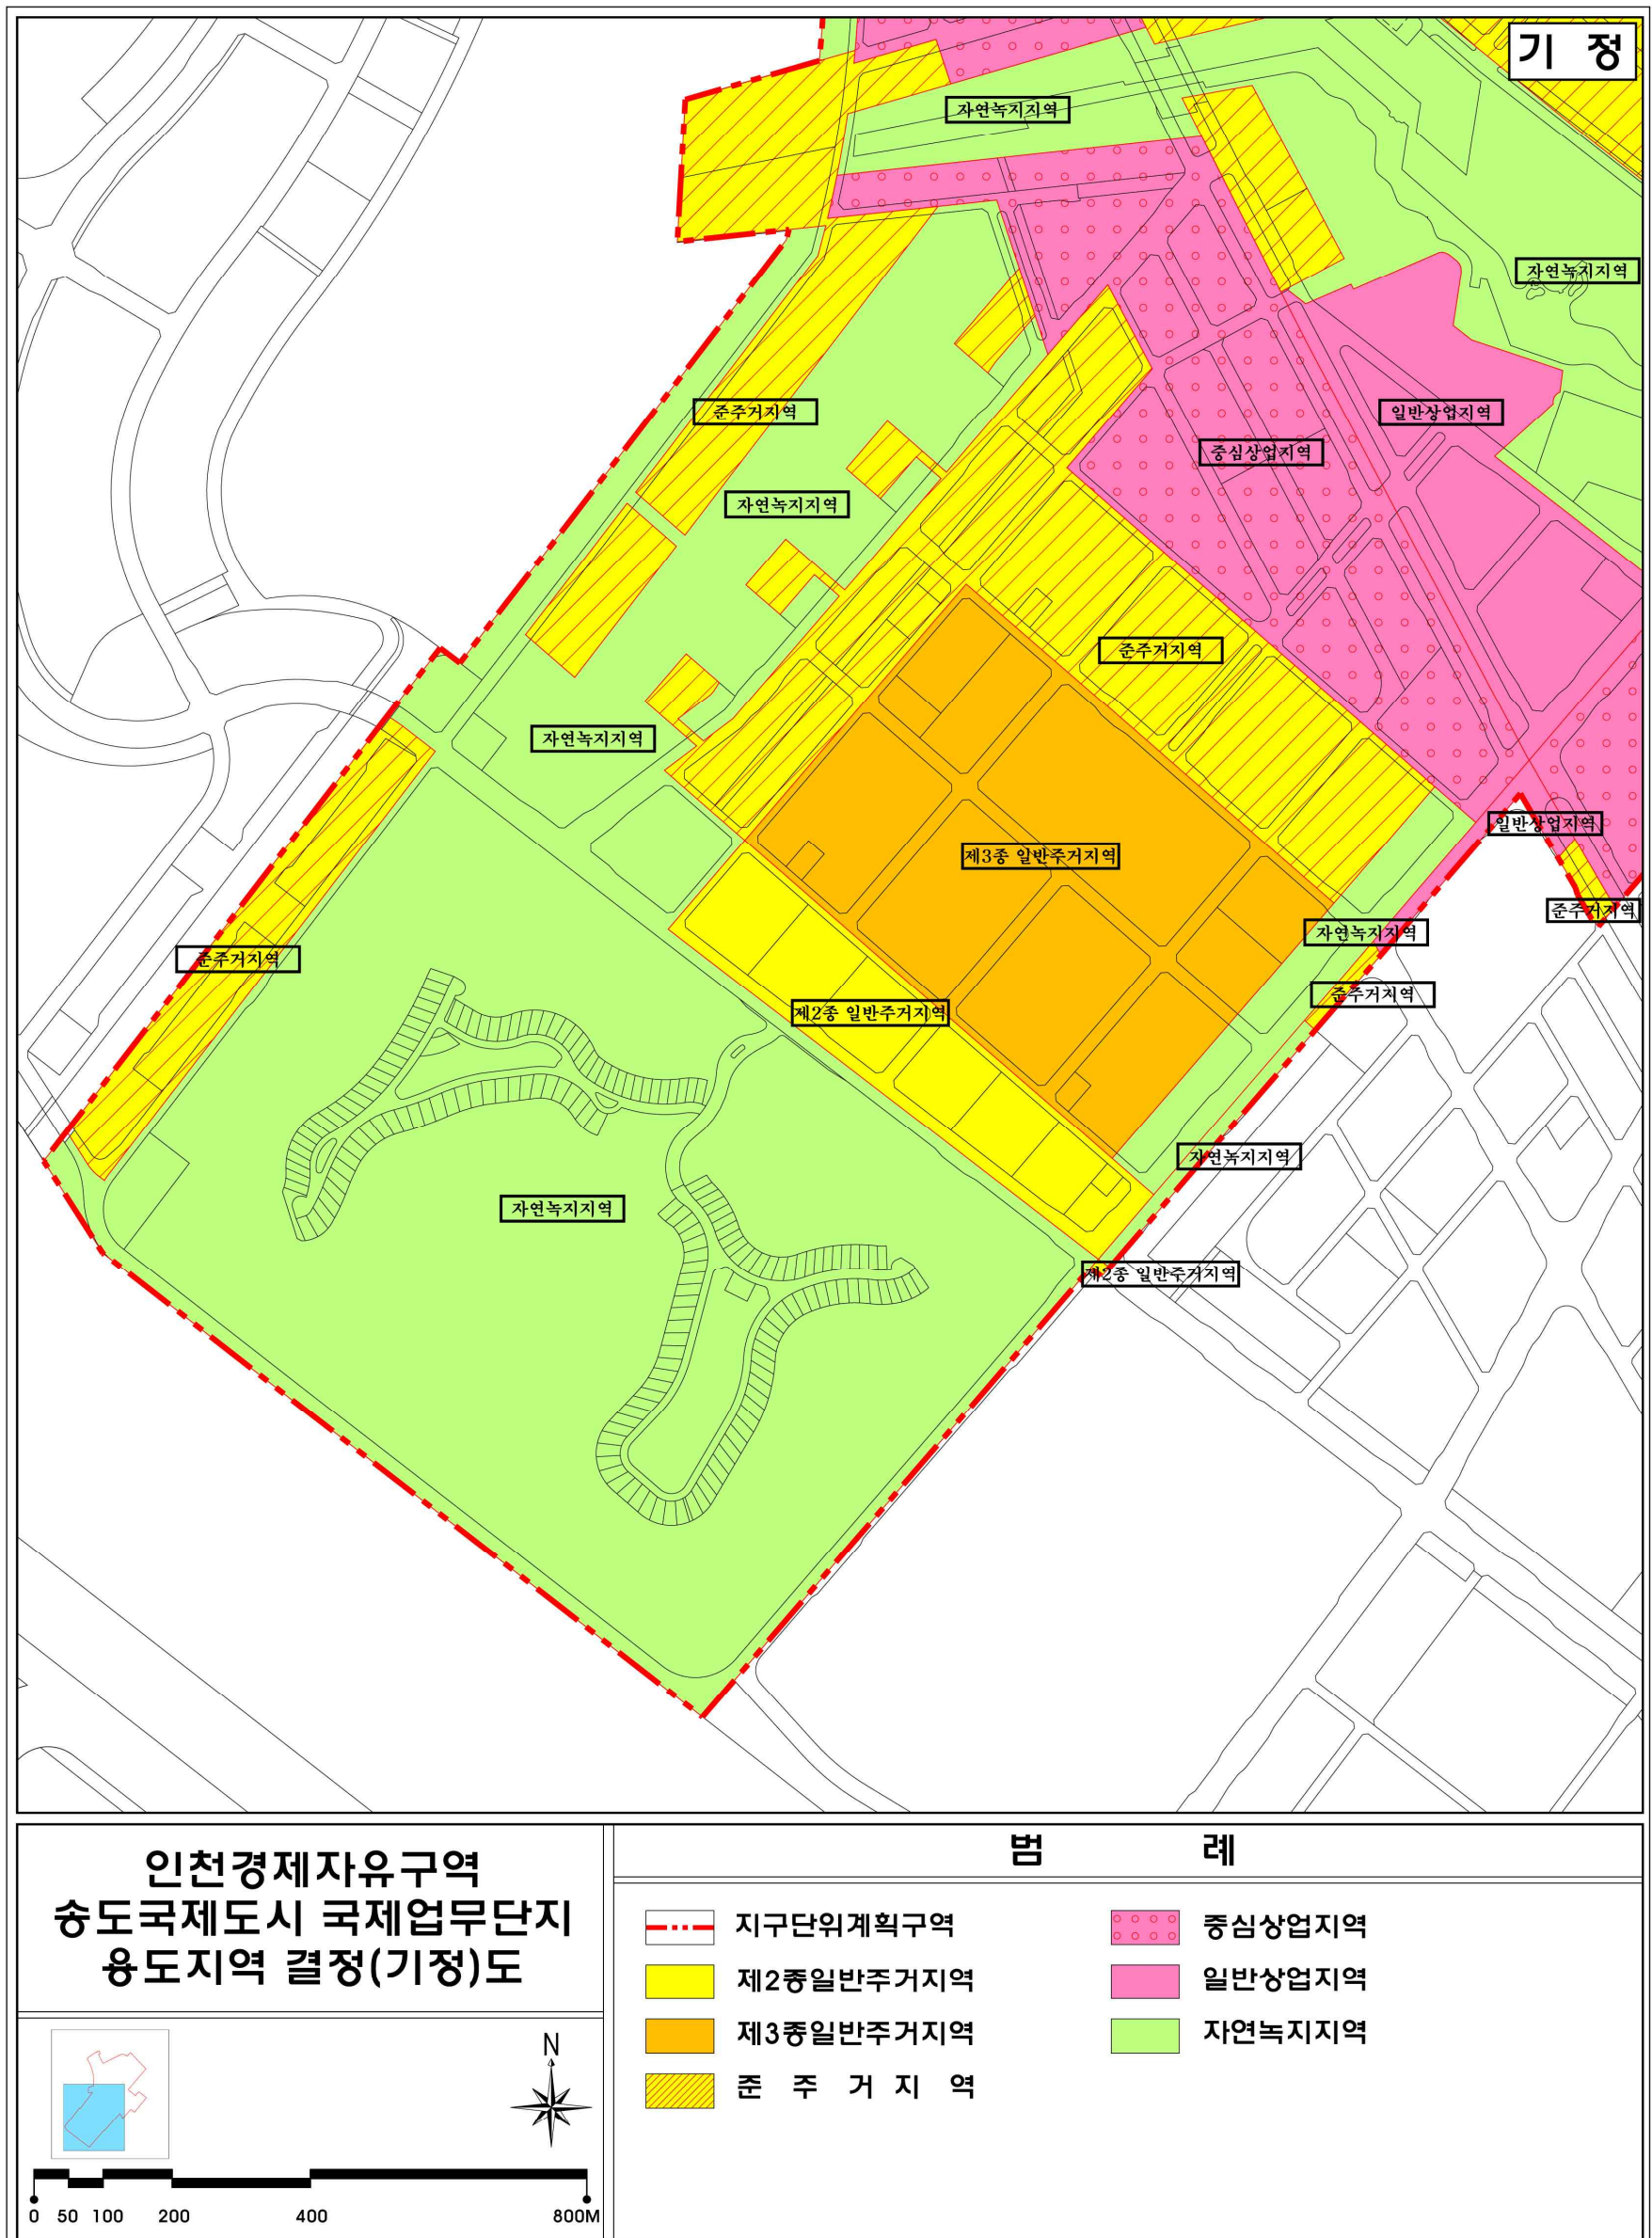 기 정
자연녹지지역
자연녹지지역
준주거지역
일반상업지역
중심상업지역
자연녹지지역
준주거지역
자연녹지지역
일반상업지역
제3종 일반주거지역
준주거지역
자연녹지지역
준주거지역
준주거지역
제2종 일반주거지역
자연녹지지역
자연녹지지역
제2종 일반주거지역
인천경제자유구역
송도국제도시 국제업무단지
용도지역 결정(기정)도
N
0 50 100 200 400 800M
범 례
지구단위계획구역
제2종일반주거지역
제3종일반주거지역
준 주 거 지 역
중심상업지역
일반상업지역
자연녹지지역